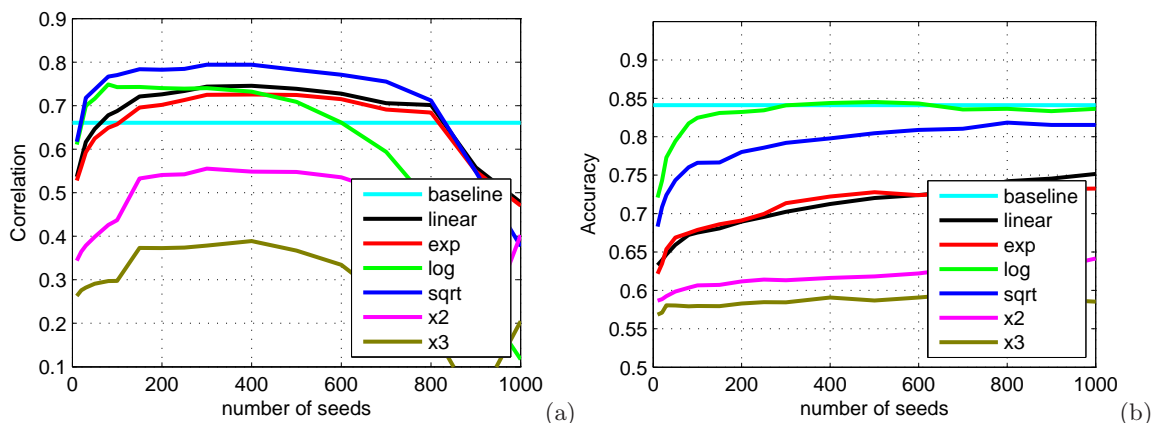 0.9
0.8
0.7
0.6
0.5
0.4
0.3
0.2
0.1
Correlation
0 200 400 600 800 1000
number of seeds
baseline
linear
exp
log
sqrt
x2
x3
(a)
0.9
0.85
0.8
0.75
0.7
0.65
0.6
0.55
0.5
Accuracy
0 200 400 600 800 1000
number of seeds
baseline
linear
exp
log
sqrt
x2
x3
(b)